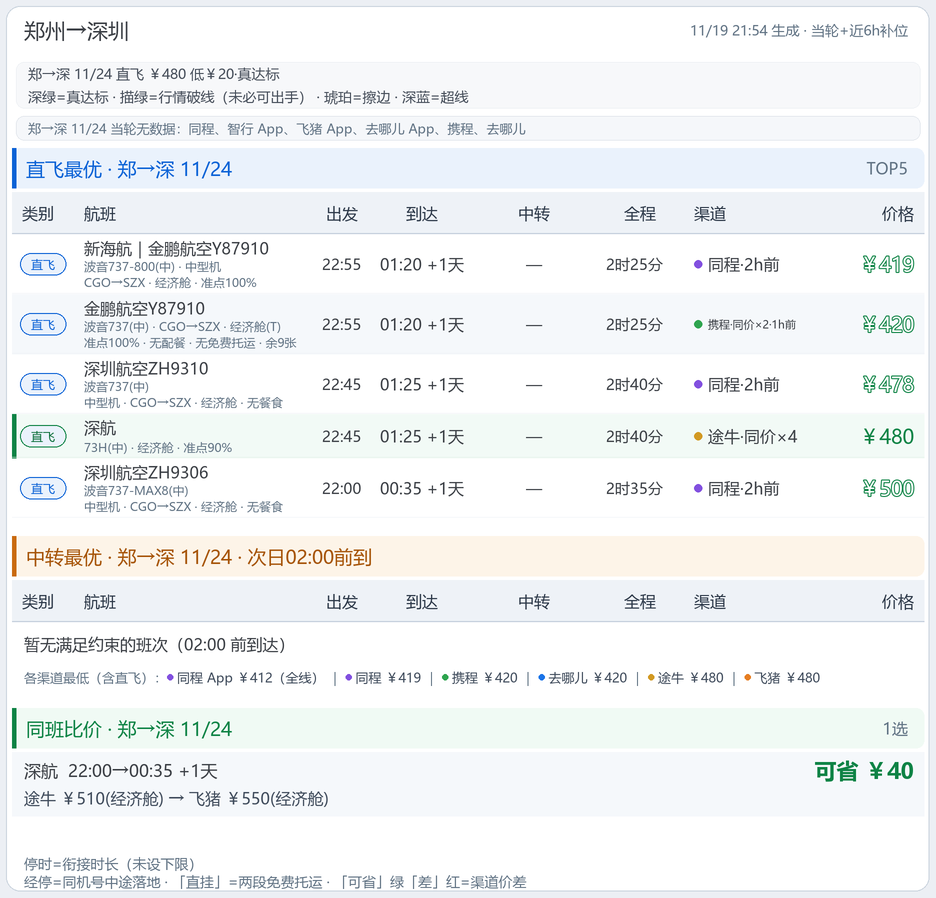 郑州→深圳
11/19 21:54 生成 · 当轮+近6h补位
郑→深 11/24 直飞 ￥480 低￥20·真达标
深绿=真达标 · 描绿=行情破线（未必可出手） · 琥珀=擦边 · 深蓝=超线
郑→深 11/24 当轮无数据：同程、智行 App、飞猪 App、去哪儿 App、携程、去哪儿
直飞最优 · 郑→深 11/24 TOP5
类别 航班 出发 到达 中转 全程 渠道 价格
新海航｜金鹏航空Y87910
直飞 波音737-800(中) · 中型机 22:55 01:20 +1天 — 2时25分 同程·2h前 ￥419
CGO→SZX · 经济舱 · 准点100%
金鹏航空Y87910
直飞 波音737(中) · CGO→SZX · 经济舱(T) 22:55 01:20 +1天 — 2时25分 携程·同价×2·1h前 ￥420
准点100% · 无配餐 · 无免费托运 · 余9张
深圳航空ZH9310
直飞 波音737(中) 22:45 01:25 +1天 — 2时40分 同程·2h前 ￥478
中型机 · CGO→SZX · 经济舱 · 无餐食
深航
直飞 22:45 01:25 +1天 — 2时40分 途牛·同价×4 ￥480
73H(中) · 经济舱 · 准点90%
深圳航空ZH9306
直飞 波音737-MAX8(中) 22:00 00:35 +1天 — 2时35分 同程·2h前 ￥500
中型机 · CGO→SZX · 经济舱 · 无餐食
中转最优 · 郑→深 11/24 · 次日02:00前到
类别 航班 出发 到达 中转 全程 渠道 价格
暂无满足约束的班次（02:00 前到达）
各渠道最低（含直飞）: 同程 App ￥412（全线） | 同程 ￥419 | 携程 ￥420 | 去哪儿 ￥420 | 途牛 ￥480 | 飞猪 ￥480
同班比价 · 郑→深 11/24 1选
深航 22:00→00:35 +1天 可省 ￥40
途牛 ￥510(经济舱) → 飞猪 ￥550(经济舱)
停时=衔接时长（未设下限）
经停=同机号中途落地 · 「直挂」=两段免费托运 · 「可省」绿「差」红=渠道价差